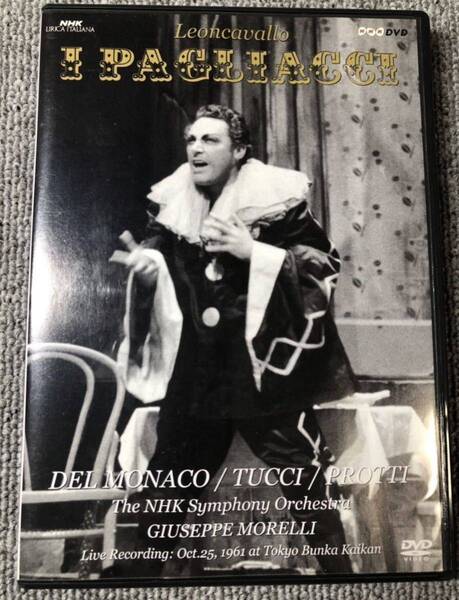 NHK
LIRICA ITALIANA
NHK DVD
Leoncavallo
I PAGLIACCI
DEL MONACO / TUCCI / PROTTI
The NHK Symphony Orchestra
GIUSEPPE MORELLI
Live Recording: Oct.25, 1961 at Tokyo Bunka Kaikan
DVD
VIDEO